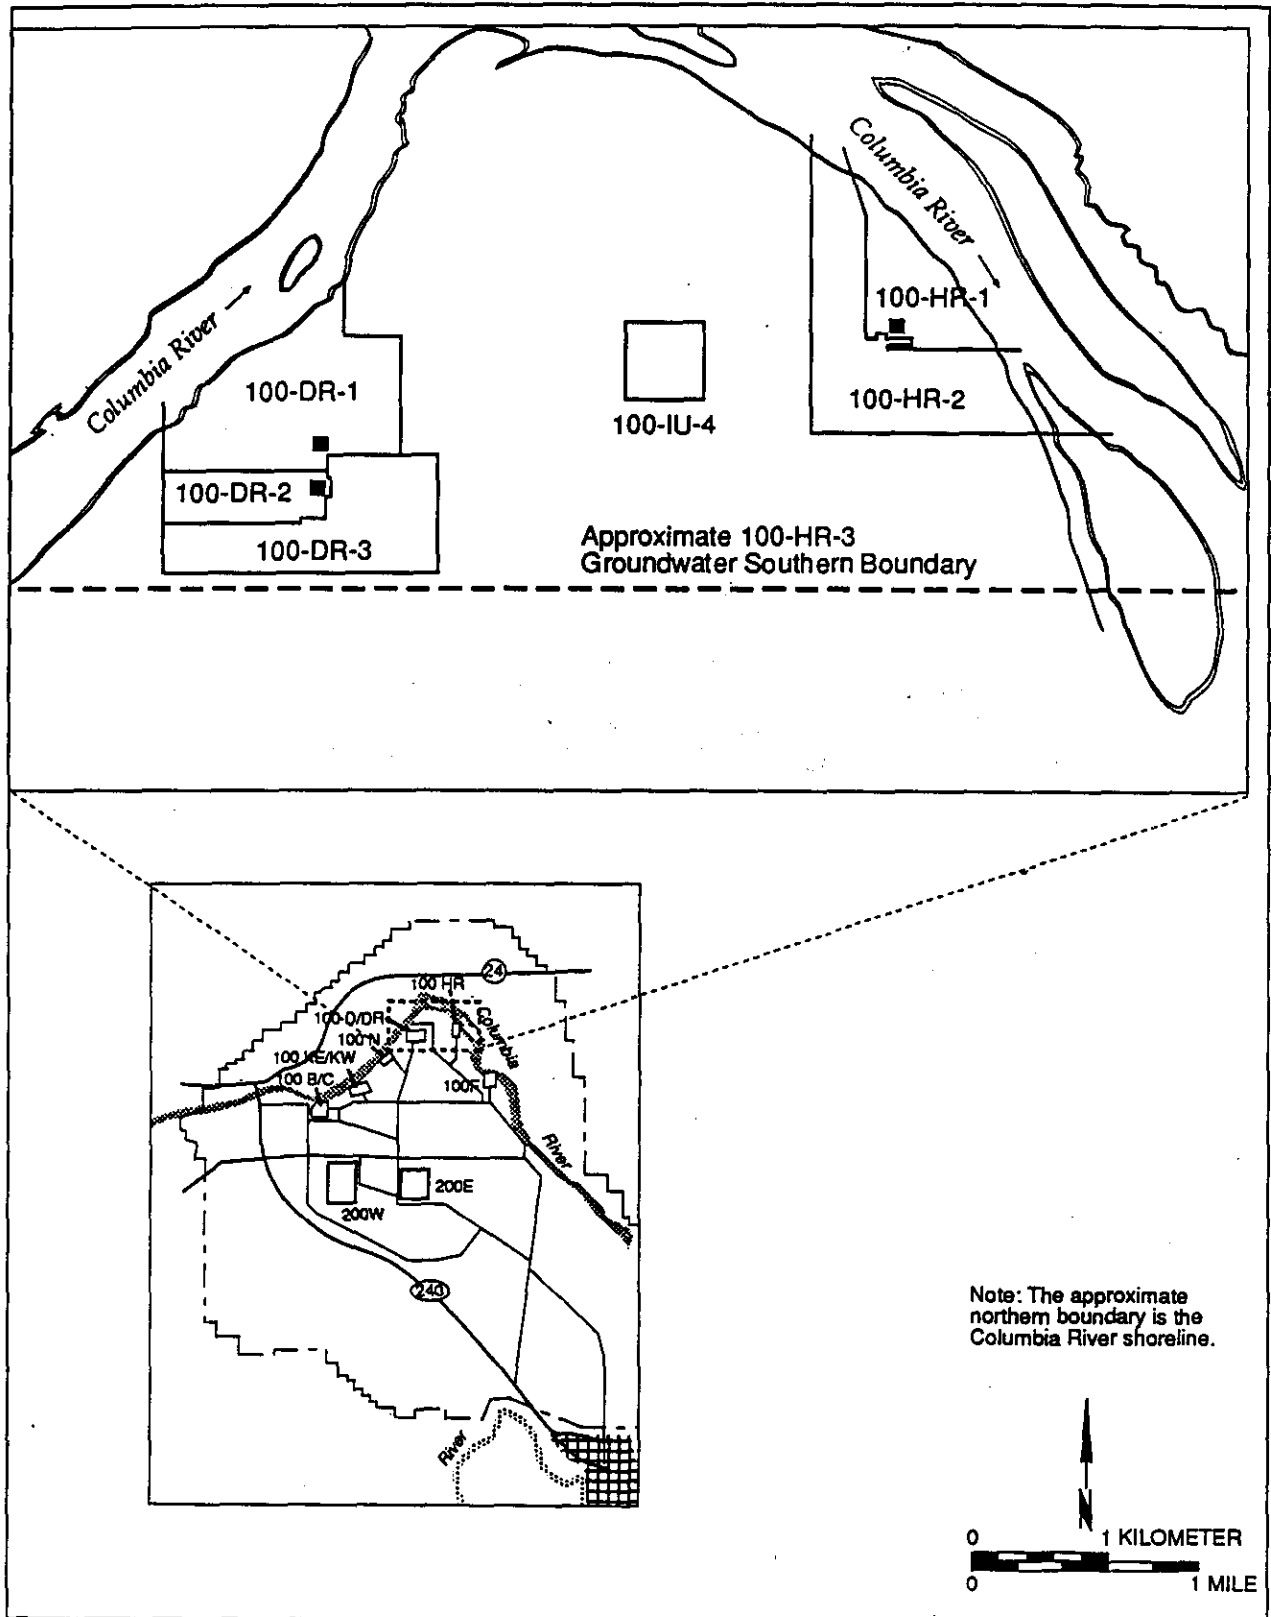 Columbia River
Columbia River
100-HR-1
100-DR-1
100-HR-2
100-IU-4
100-DR-2
100-DR-3
Approximate 100-HR-3
Groundwater Southern Boundary
24
100 HR
100-D/DR
Columbia
100 N
100 KE/KW
100 B/C
100F
River
200E
200W
240
River
Note: The approximate
northern boundary is the
Columbia River shoreline.
N
0 1 KILOMETER
0 1 MILE